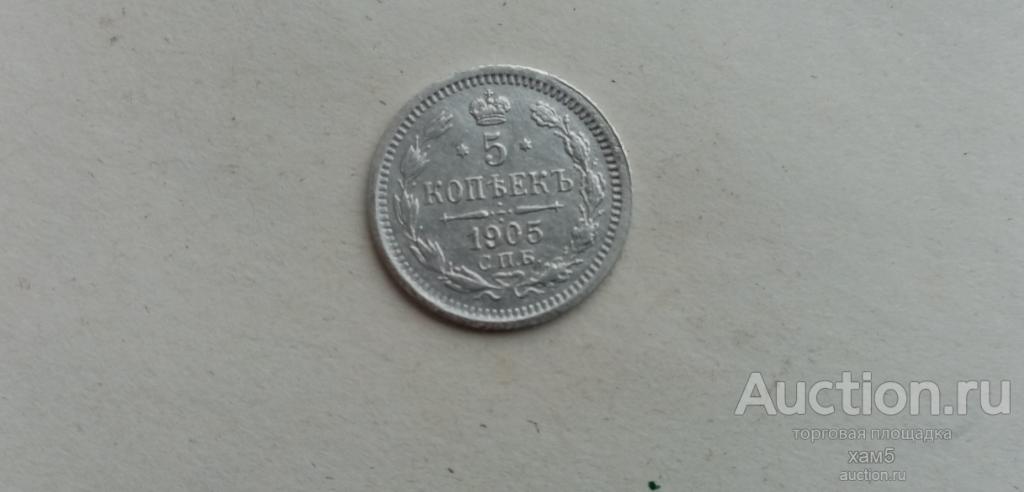 5
КОПѢЕКЪ
1905
С.П.Б.
Auction.ru
торговая площадка
хам5
auction.ru